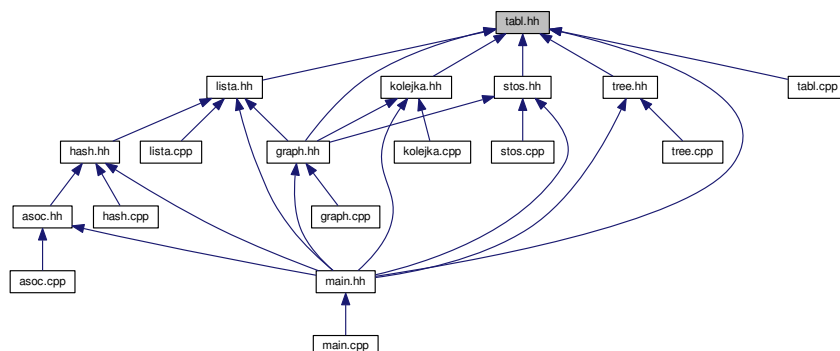 tabl.hh
lista.hh
kolejka.hh
stos.hh
tree.hh
tabl.cpp
hash.hh
lista.cpp
graph.hh
kolejka.cpp
stos.cpp
tree.cpp
asoc.hh
hash.cpp
graph.cpp
asoc.cpp
main.hh
main.cpp